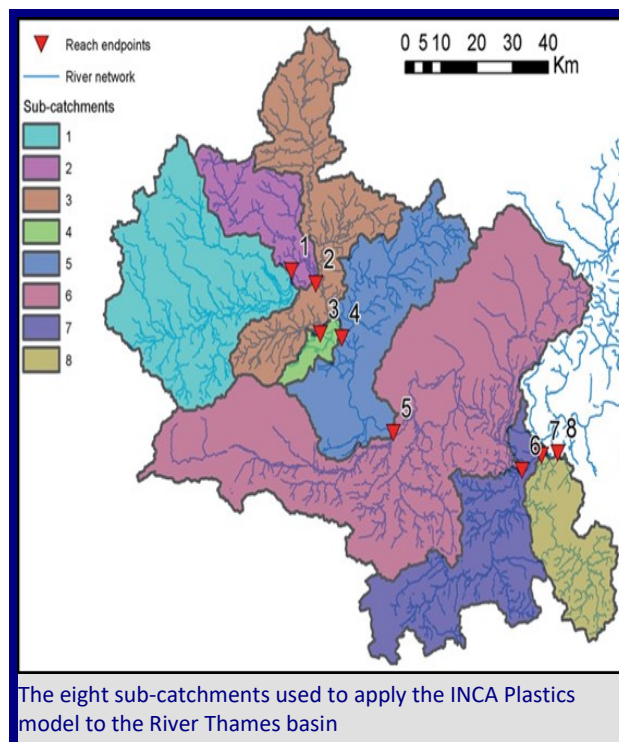 Reach endpoints
River network
Sub-catchments
1
2
3
4
5
6
7
8
0 5 10 20 30 40
Km
1
2
3
4
5
6
7
8
The eight sub-catchments used to apply the INCA Plastics
model to the River Thames basin